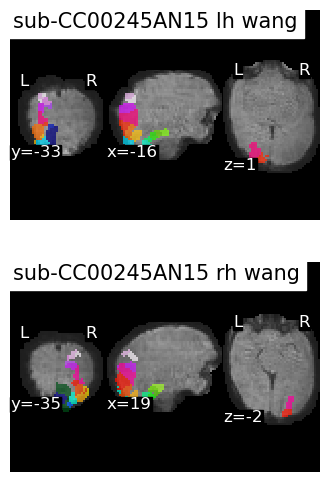 sub-CC00245AN15 lh wang
L R L R
y=-33 x=-16 z=1
sub-CC00245AN15 rh wang
L R L R
y=-35 x=19 z=-2